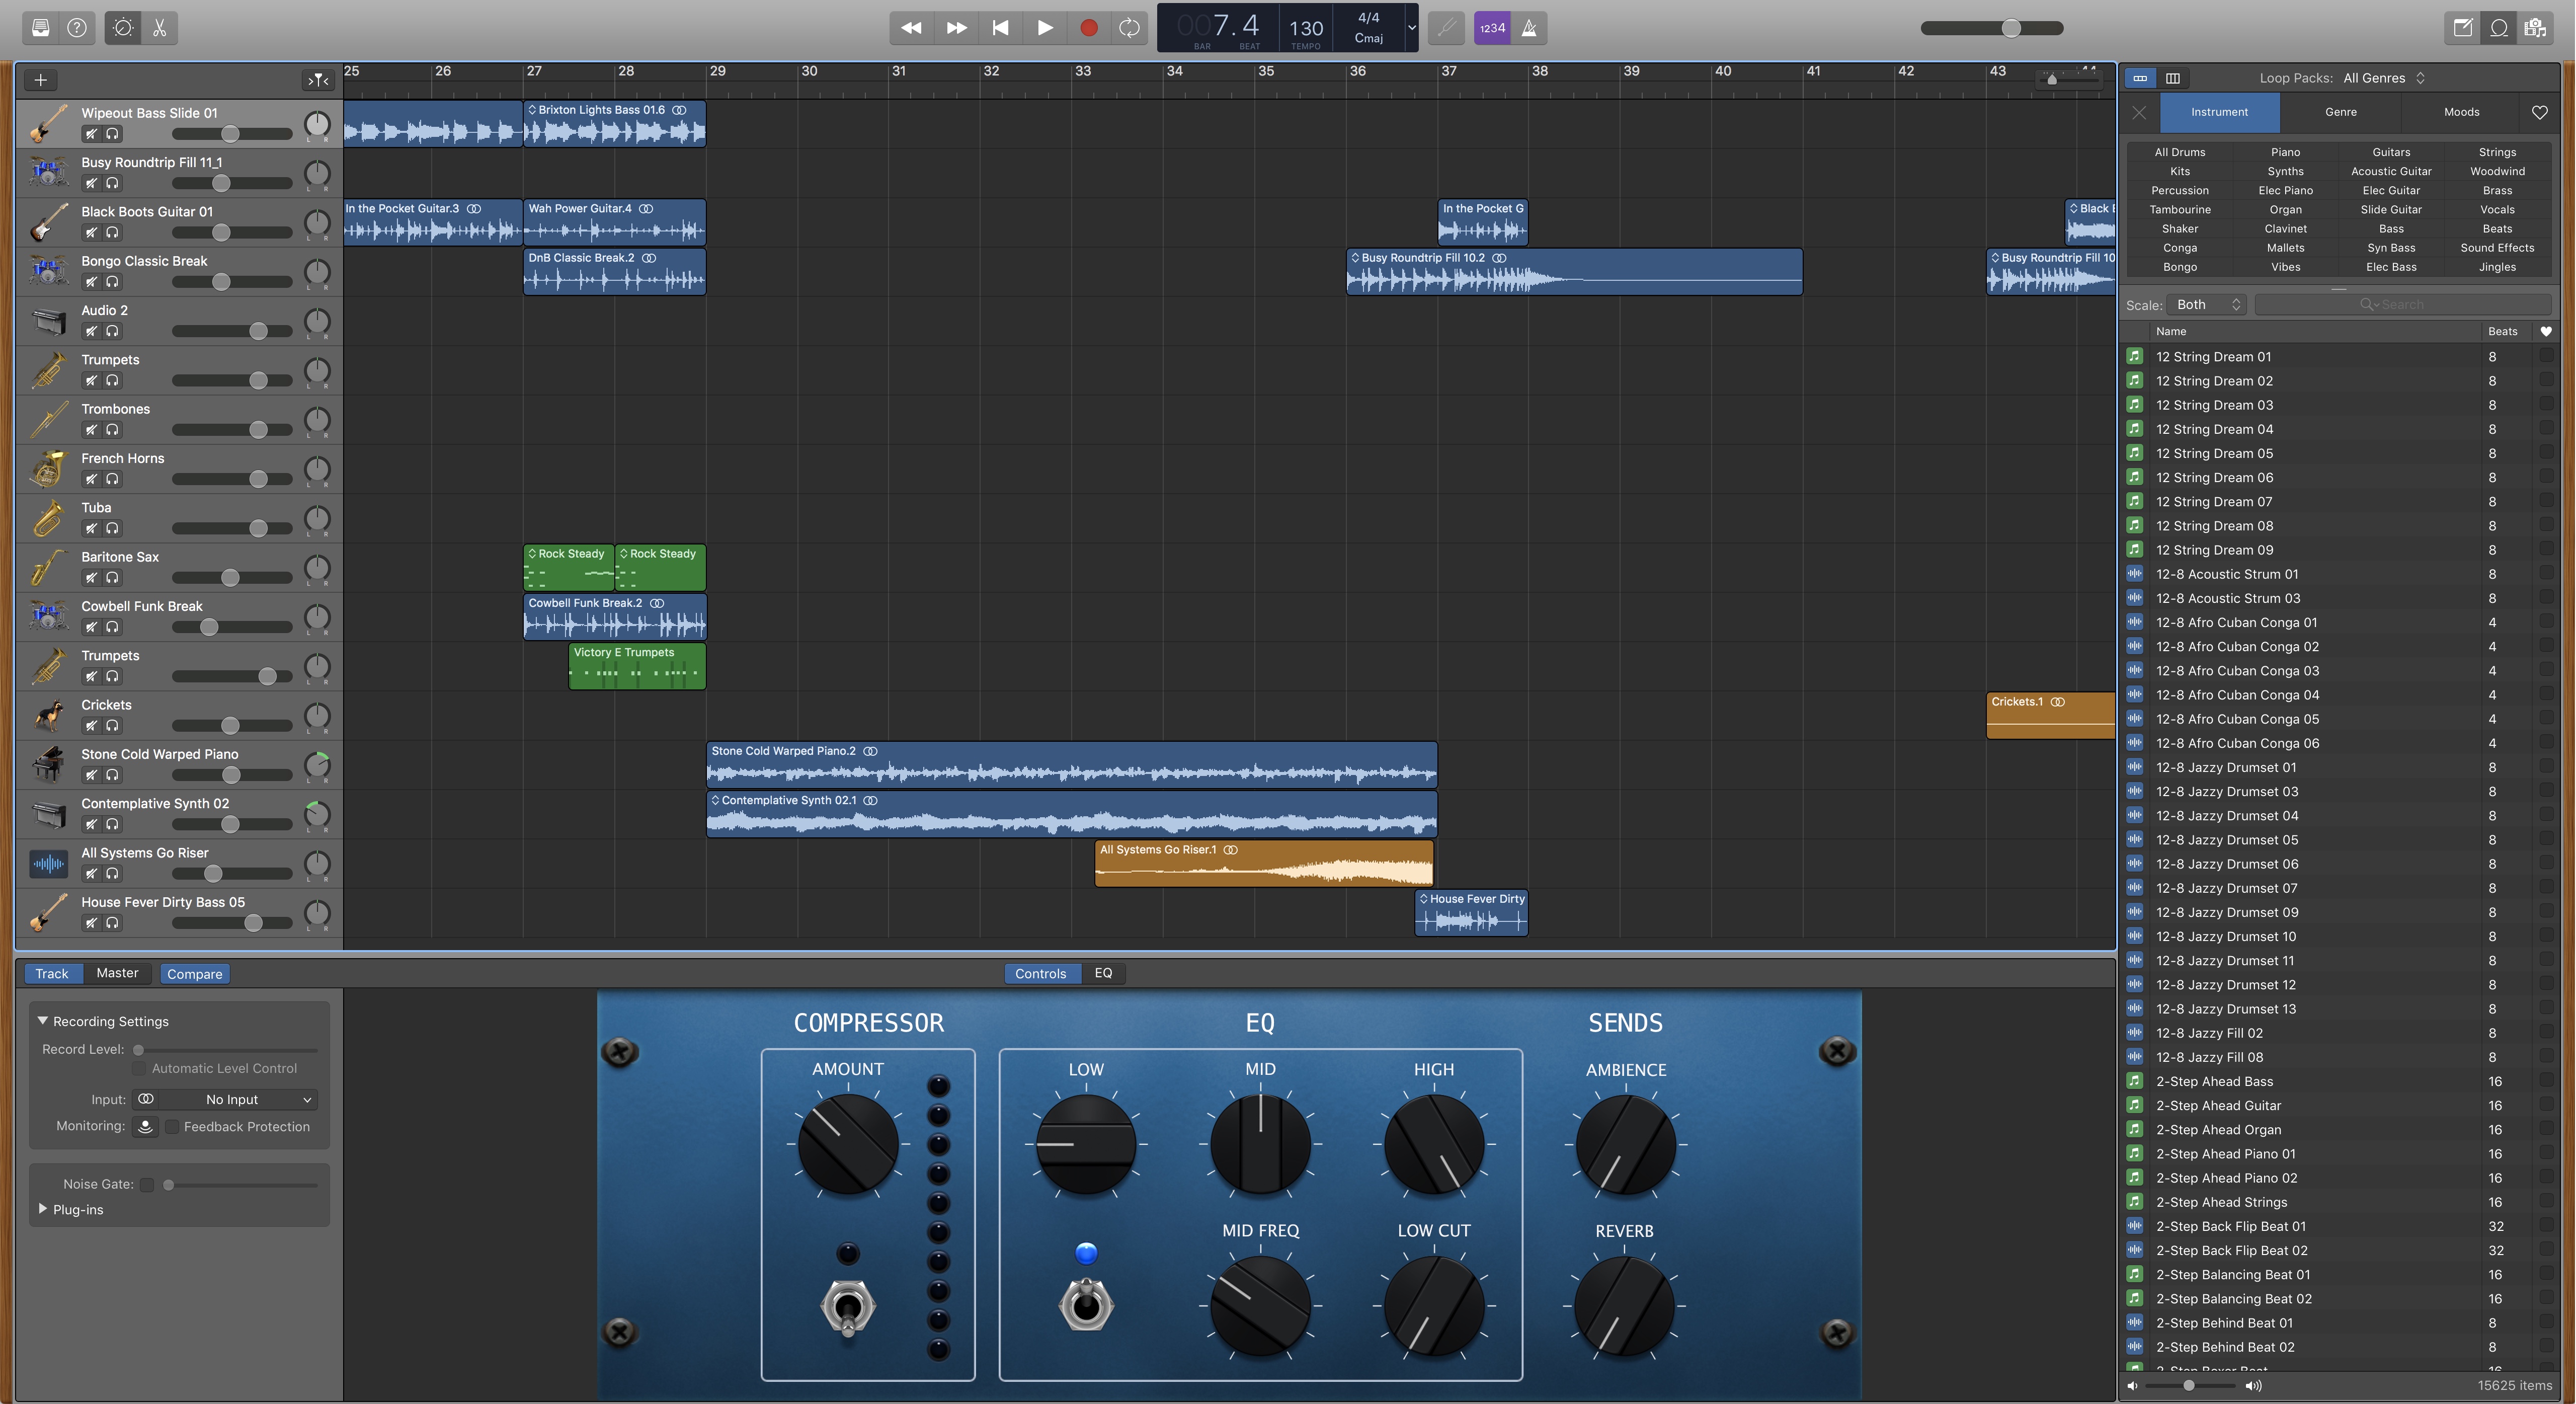 007.4 130 4/4
BAR BEAT TEMPO Cmaj
1234
25 26 27 28 29 30 31 32 33 34 35 36 37 38 39 40 41 42 43
Wipeout Bass Slide 01
L R
Brixton Lights Bass 01.6
Busy Roundtrip Fill 11_1
L R
Black Boots Guitar 01
L R
In the Pocket Guitar.3 Wah Power Guitar.4 In the Pocket G Black
Bongo Classic Break
L R
DnB Classic Break.2 Busy Roundtrip Fill 10.2 Busy Roundtrip Fill 10
Audio 2
L R
Trumpets
L R
Trombones
L R
French Horns
L R
Tuba
L R
Baritone Sax
L R
Rock Steady Rock Steady
Cowbell Funk Break
L R
Cowbell Funk Break.2
Trumpets
L R
Victory E Trumpets
Crickets
L R
Crickets.1
Stone Cold Warped Piano
L R
Stone Cold Warped Piano.2
Contemplative Synth 02
L R
Contemplative Synth 02.1
All Systems Go Riser
L R
All Systems Go Riser.1
House Fever Dirty Bass 05
L R
House Fever Dirty
Track Master Compare Controls EQ
Recording Settings
Record Level:
Automatic Level Control
Input: No Input
Monitoring: Feedback Protection
Noise Gate:
Plug-ins
COMPRESSOR EQ SENDS
AMOUNT LOW MID HIGH AMBIENCE
MID FREQ LOW CUT REVERB
Loop Packs: All Genres
Instrument Genre Moods
All Drums Piano Guitars Strings
Kits Synths Acoustic Guitar Woodwind
Percussion Elec Piano Elec Guitar Brass
Tambourine Organ Slide Guitar Vocals
Shaker Clavinet Bass Beats
Conga Mallets Syn Bass Sound Effects
Bongo Vibes Elec Bass Jingles
Scale: Both Search
Name Beats
12 String Dream 01 8
12 String Dream 02 8
12 String Dream 03 8
12 String Dream 04 8
12 String Dream 05 8
12 String Dream 06 8
12 String Dream 07 8
12 String Dream 08 8
12 String Dream 09 8
12-8 Acoustic Strum 01 8
12-8 Acoustic Strum 03 8
12-8 Afro Cuban Conga 01 4
12-8 Afro Cuban Conga 02 4
12-8 Afro Cuban Conga 03 4
12-8 Afro Cuban Conga 04 4
12-8 Afro Cuban Conga 05 4
12-8 Afro Cuban Conga 06 4
12-8 Jazzy Drumset 01 8
12-8 Jazzy Drumset 03 8
12-8 Jazzy Drumset 04 8
12-8 Jazzy Drumset 05 8
12-8 Jazzy Drumset 06 8
12-8 Jazzy Drumset 07 8
12-8 Jazzy Drumset 09 8
12-8 Jazzy Drumset 10 8
12-8 Jazzy Drumset 11 8
12-8 Jazzy Drumset 12 8
12-8 Jazzy Drumset 13 8
12-8 Jazzy Fill 02 8
12-8 Jazzy Fill 08 8
2-Step Ahead Bass 16
2-Step Ahead Guitar 16
2-Step Ahead Organ 16
2-Step Ahead Piano 01 16
2-Step Ahead Piano 02 16
2-Step Ahead Strings 16
2-Step Back Flip Beat 01 32
2-Step Back Flip Beat 02 32
2-Step Balancing Beat 01 16
2-Step Balancing Beat 02 16
2-Step Behind Beat 01 8
2-Step Behind Beat 02 8
15625 items